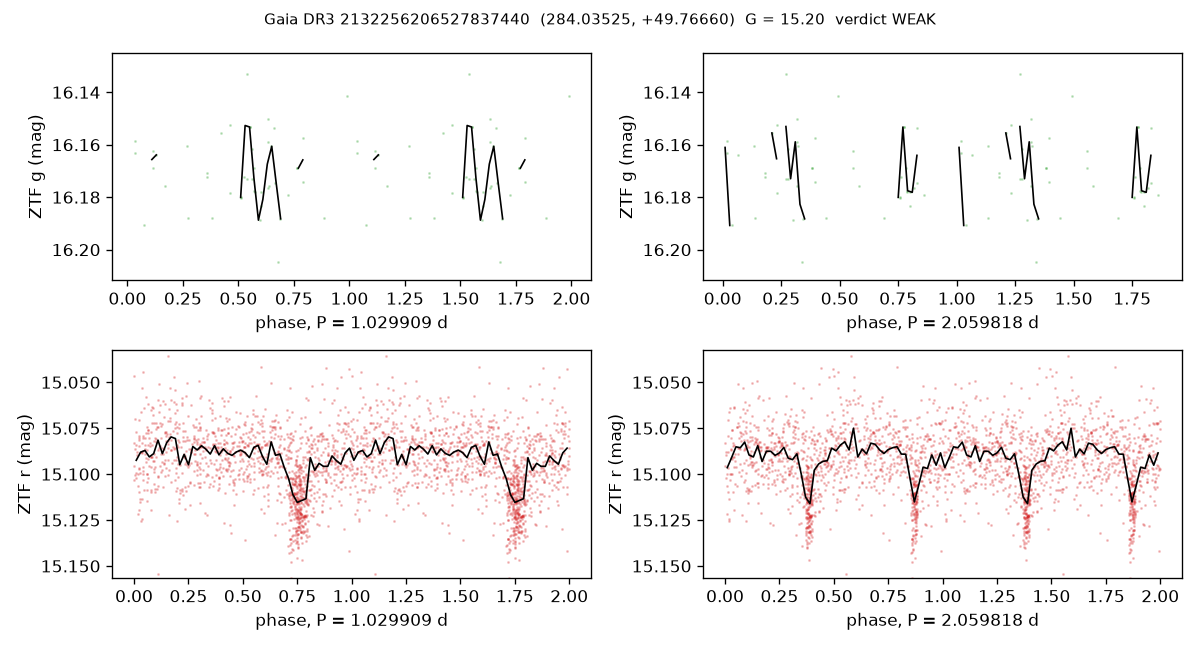 Gaia DR3 2132256206527837440  (284.03525, +49.76660)  G = 15.20  verdict WEAK
ZTF g (mag)
16.14
16.16
16.18
16.20
0.00 0.25 0.50 0.75 1.00 1.25 1.50 1.75 2.00
phase, P = 1.029909 d
ZTF g (mag)
16.14
16.16
16.18
16.20
0.00 0.25 0.50 0.75 1.00 1.25 1.50 1.75
phase, P = 2.059818 d
ZTF r (mag)
15.050
15.075
15.100
15.125
15.150
0.00 0.25 0.50 0.75 1.00 1.25 1.50 1.75 2.00
phase, P = 1.029909 d
ZTF r (mag)
15.050
15.075
15.100
15.125
15.150
0.00 0.25 0.50 0.75 1.00 1.25 1.50 1.75 2.00
phase, P = 2.059818 d